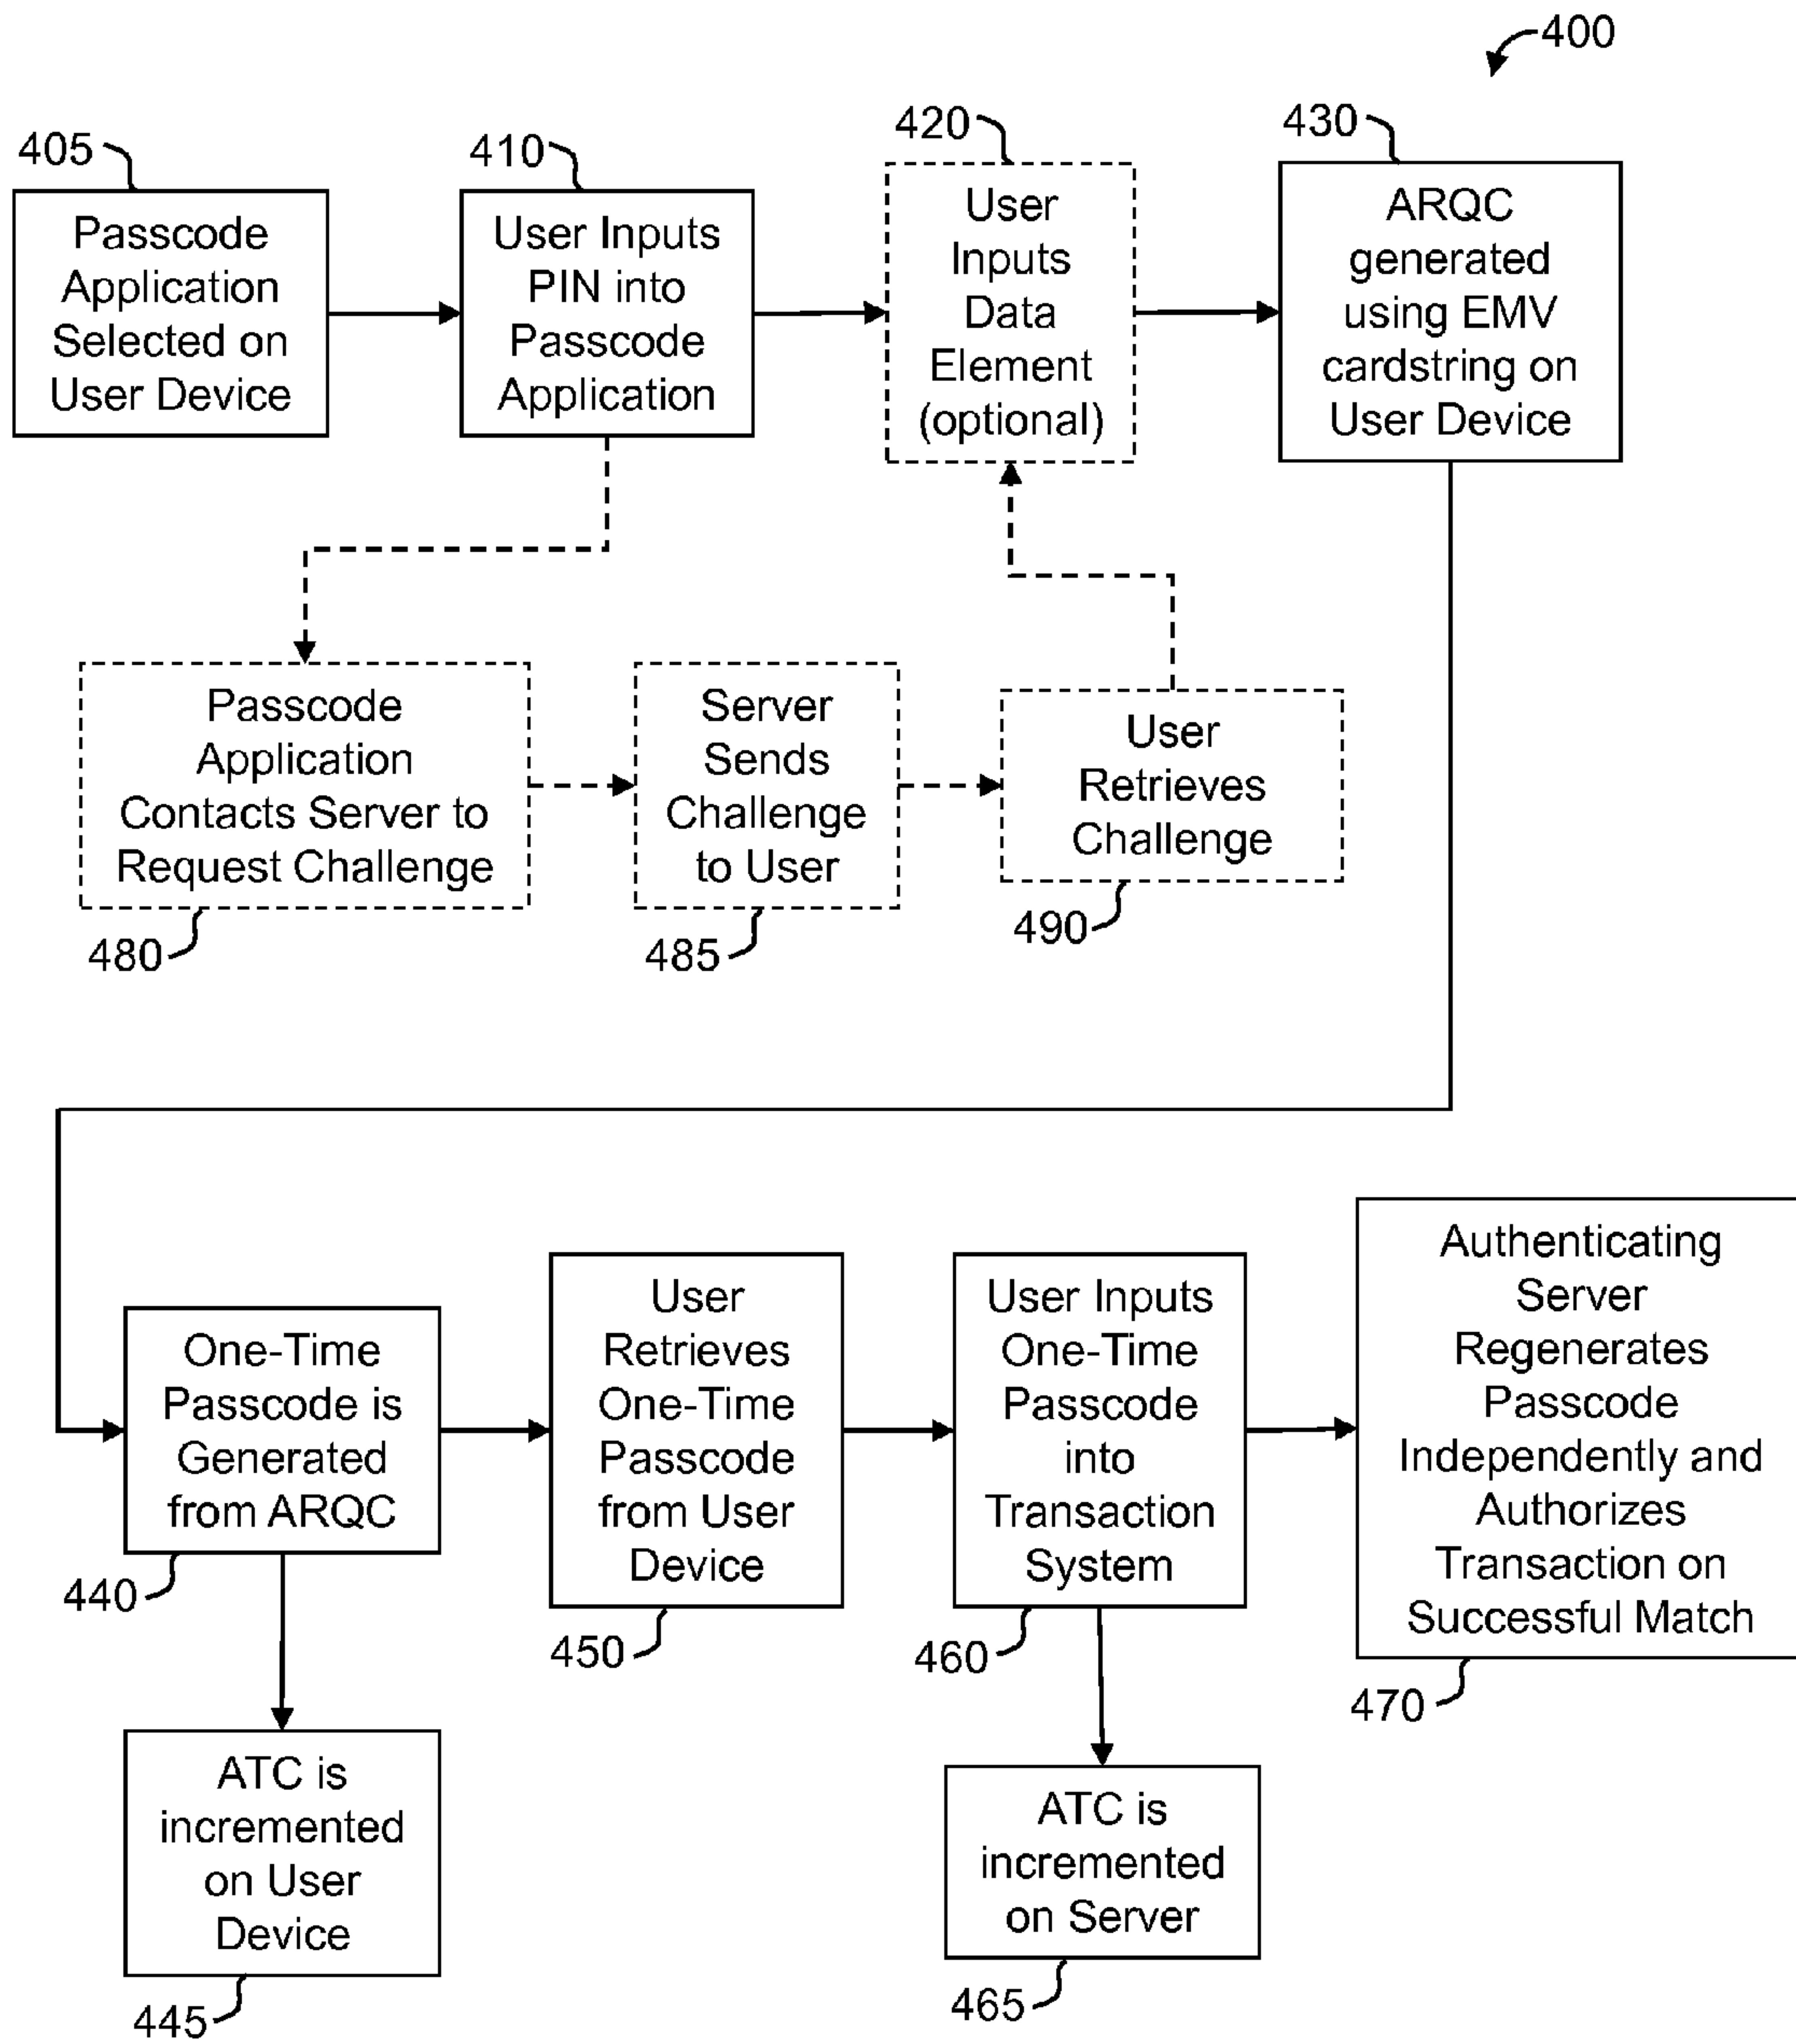 400
405
Passcode
Application
Selected on
User Device
410
User Inputs
PIN into
Passcode
Application
420
User
Inputs
Data
Element
(optional)
430
ARQC
generated
using EMV
cardstring on
User Device
Passcode
Application
Contacts Server to
Request Challenge
480
Server
Sends
Challenge
to User
485
User
Retrieves
Challenge
490
One-Time
Passcode is
Generated
from ARQC
440
User
Retrieves
One-Time
Passcode
from User
Device
450
User Inputs
One-Time
Passcode
into
Transaction
System
460
Authenticating
Server
Regenerates
Passcode
Independently and
Authorizes
Transaction on
Successful Match
470
ATC is
incremented
on User
Device
445
ATC is
incremented
on Server
465